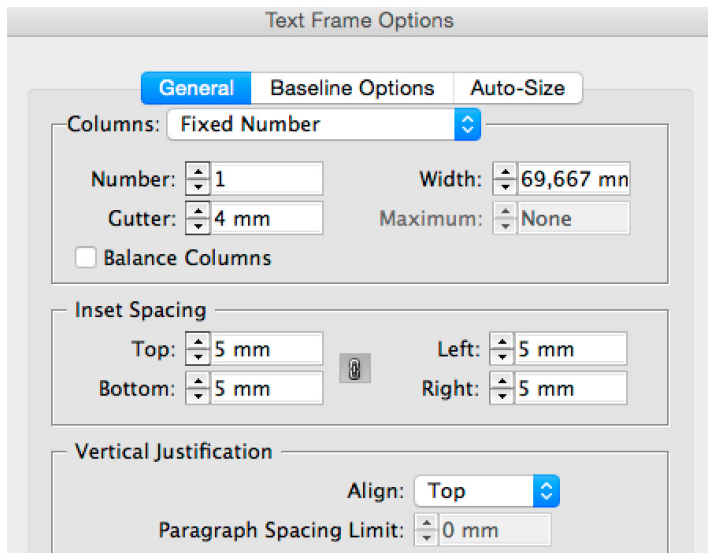 Text Frame Options
General Baseline Options Auto-Size
Columns: Fixed Number
Number: 1 Width: 69,667 mn
Gutter: 4 mm Maximum: None
Balance Columns
Inset Spacing
Top: 5 mm Left: 5 mm
Bottom: 5 mm Right: 5 mm
Vertical Justification
Align: Top
Paragraph Spacing Limit: 0 mm